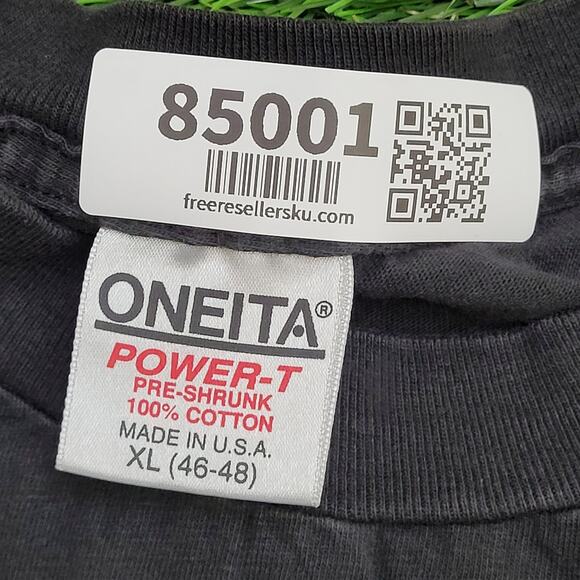 85001
freeresellersku.com
ONEITA®
POWER-T
PRE-SHRUNK
100% COTTON
MADE IN U.S.A.
XL (46-48)